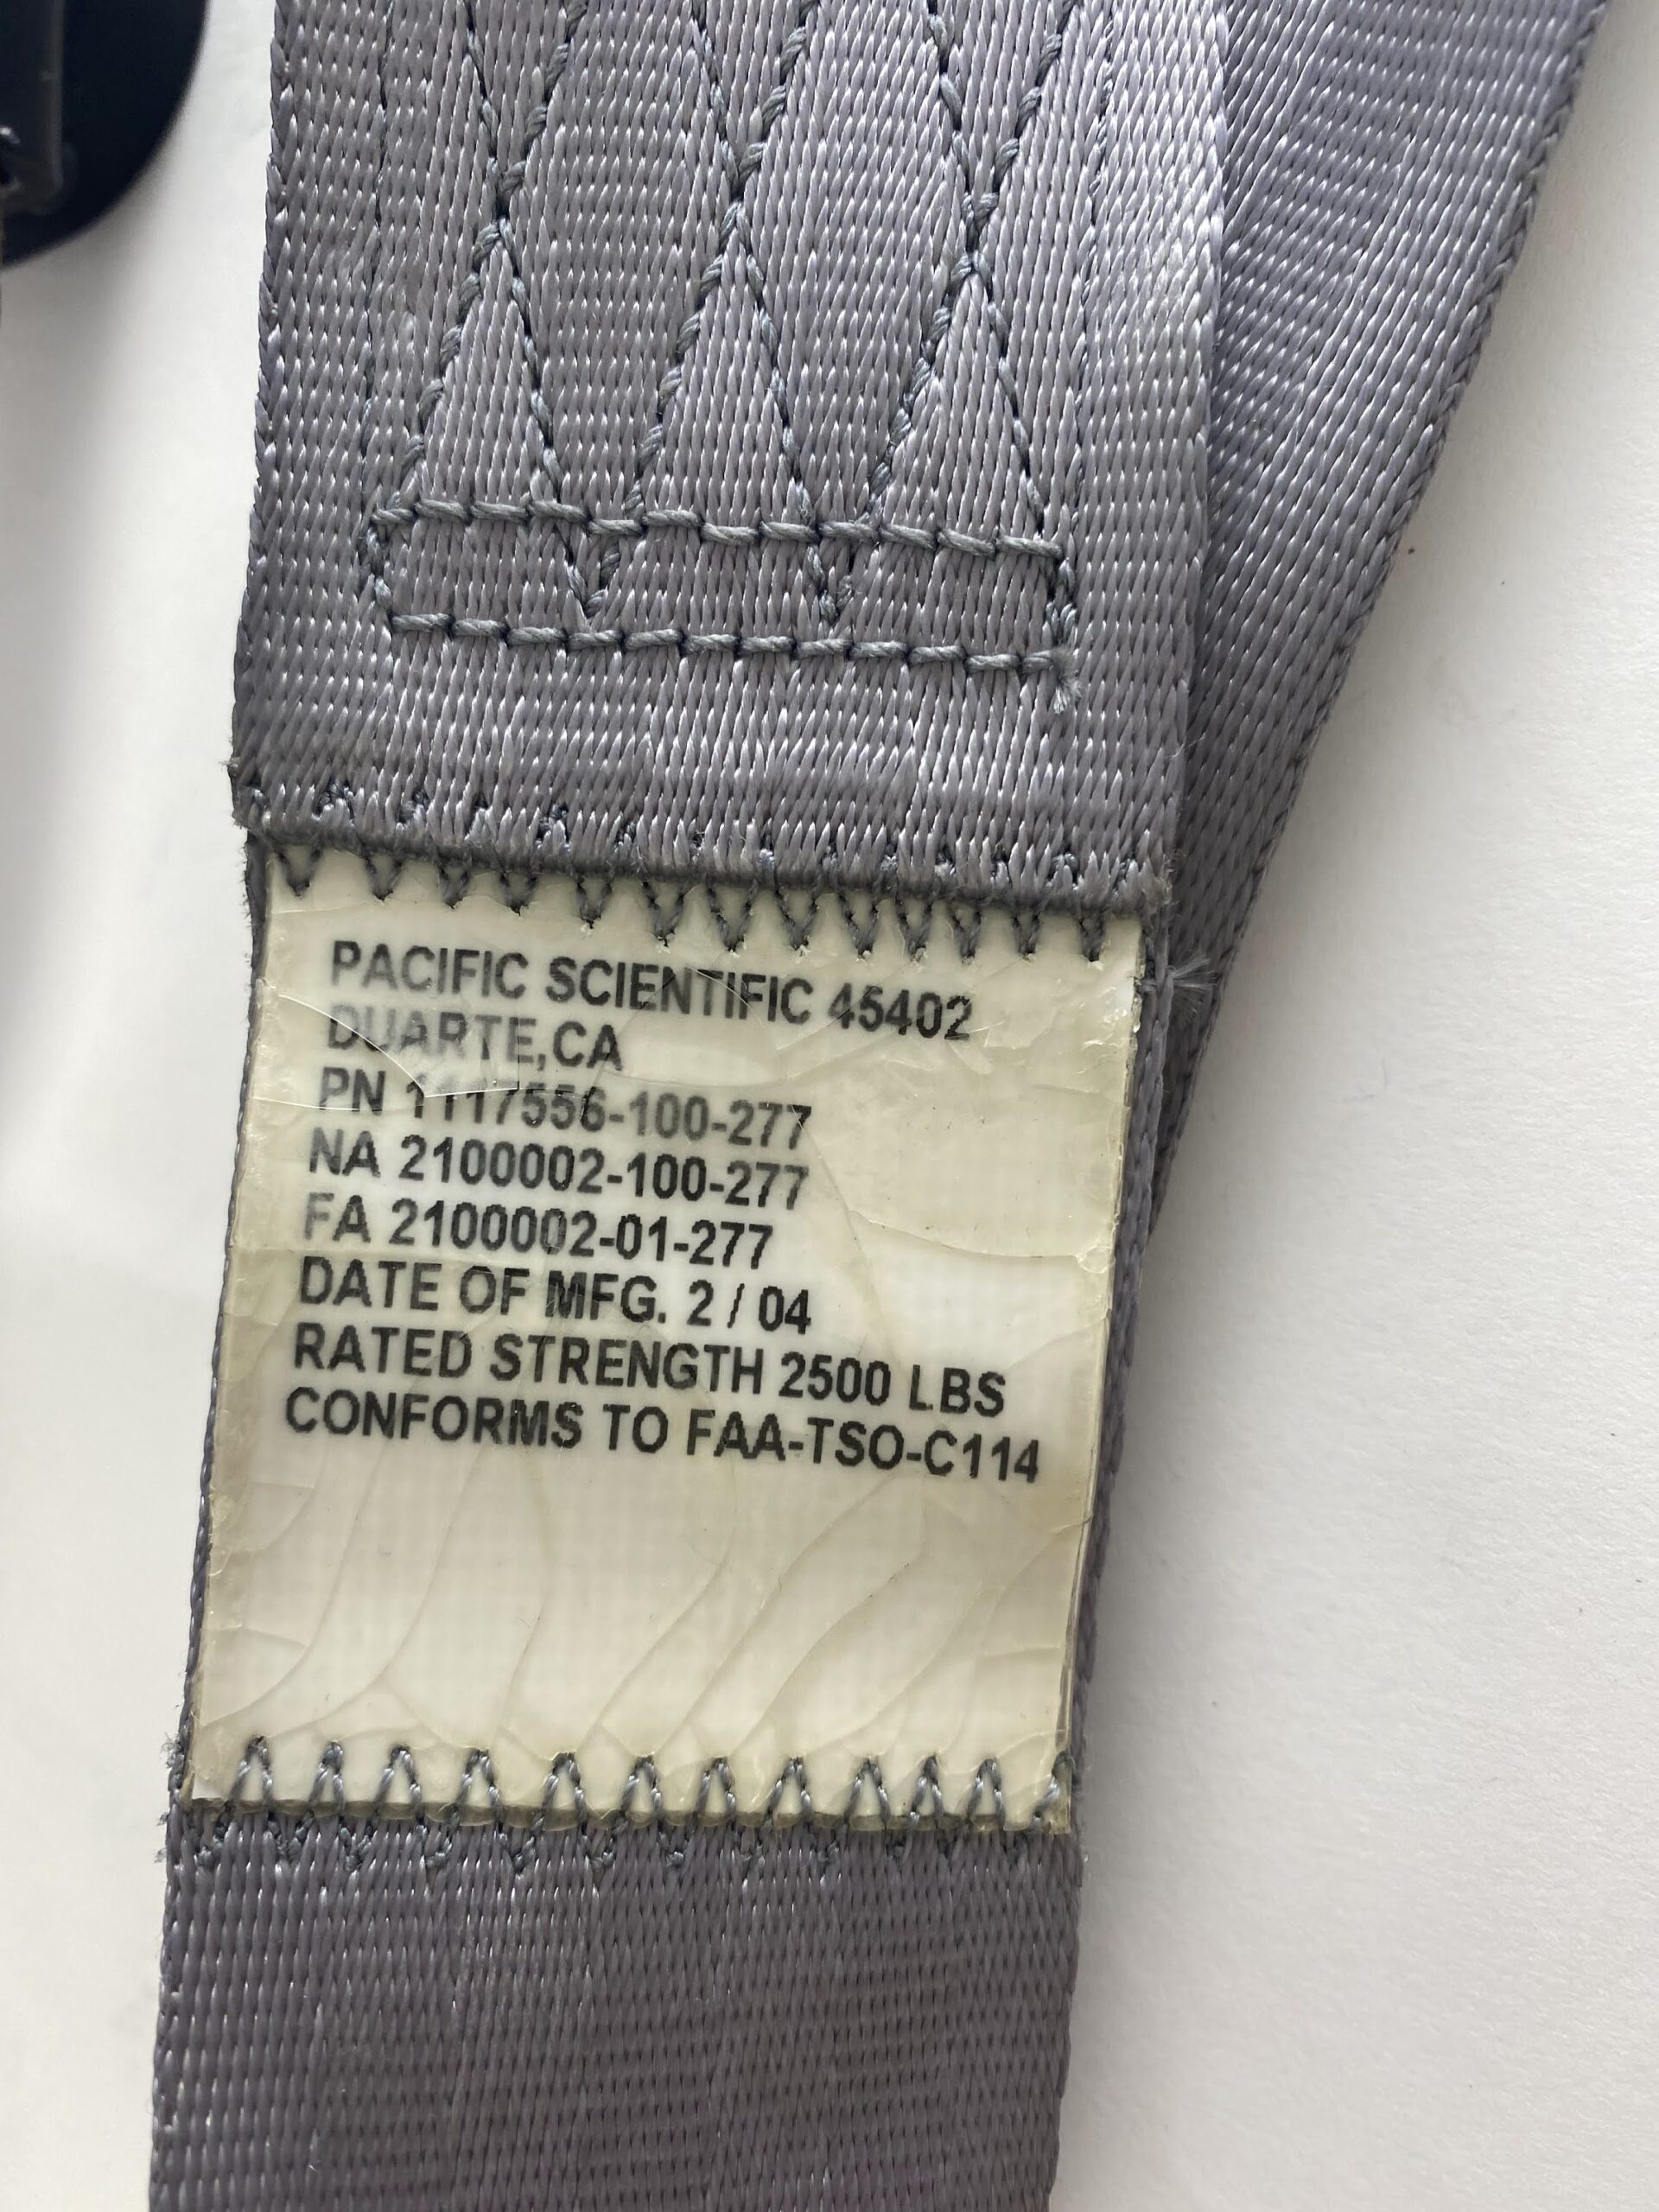 PACIFIC SCIENTIFIC 45402
DUARTE,CA
PN 1117556-100-277
NA 2100002-100-277
FA 2100002-01-277
DATE OF MFG. 2 / 04
RATED STRENGTH 2500 LBS
CONFORMS TO FAA-TSO-C114